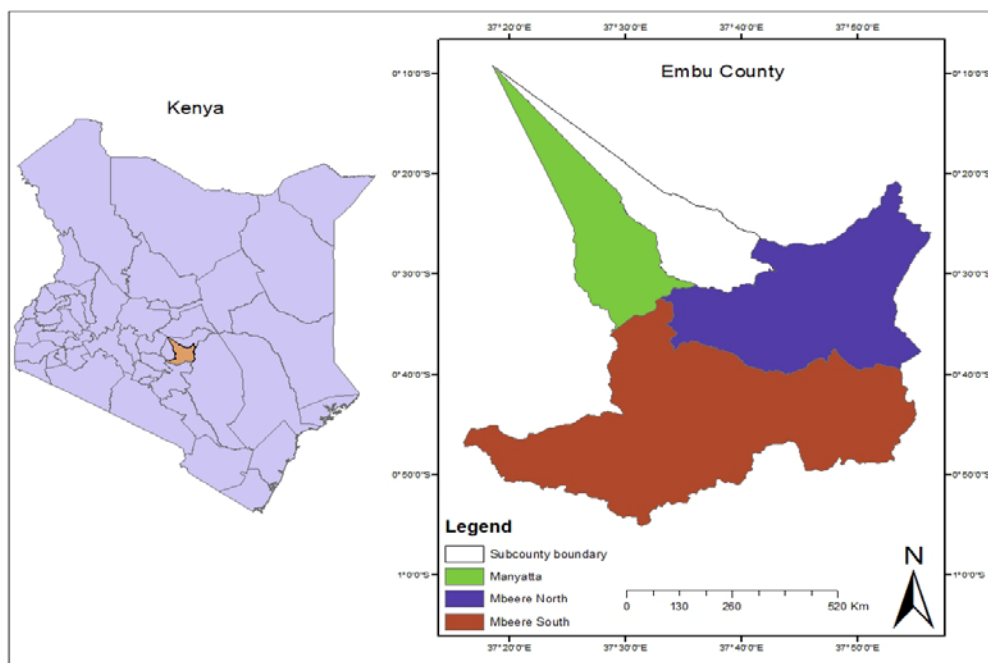 Kenya
37°20'0"E 37°30'0"E 37°40'0"E 37°50'0"E
Embu County
0°10'0"S 0°10'0"S
0°20'0"S 0°20'0"S
0°30'0"S 0°30'0"S
0°40'0"S 0°40'0"S
0°50'0"S 0°50'0"S
1°0'0"S 1°0'0"S
Legend
Subcounty boundary
Manyatta
Mbeere North
Mbeere South
0 130 260 520 Km
N
37°20'0"E 37°30'0"E 37°40'0"E 37°50'0"E